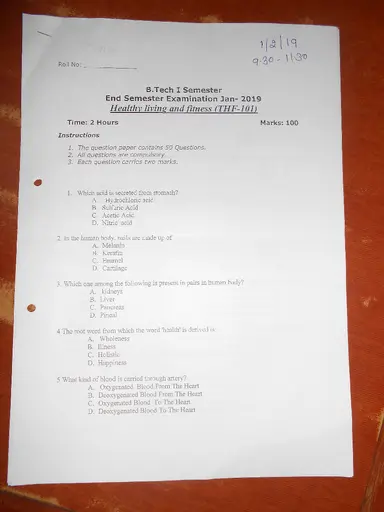 1/2/19
9:30 - 11:30
Roll No:
B.Tech I Semester
End Semester Examination Jan- 2019
Healthy living and fitness (THF-101)
Time: 2 Hours Marks: 100
Instructions
1. The question paper contains 50 Questions.
2. All questions are compulsory.
3. Each question carries two marks.
1. Which acid is secreted from stomach?
A. Hydrochloric acid
B. Sulfuric Acid
C. Acetic Acid
D. Nitric acid
2. In the human body, nails are made up of
A. Melanin
B. Keratin
C.
D. Cartilage
3. Which one among the following is present in pairs in human body?
A. kidneys
B. Liver
C. Pancreas
D. Pineal
4 The root word from which the word 'health' is derived is
A. Wholeness
B. Illness
C. Holistic
D. Happiness
5 What kind of blood is carried through artery?
A. Oxygenated Blood From The Heart
B. Deoxygenated Blood From The Heart
C. Oxygenated Blood To The Heart
D. Deoxygenated Blood To The Heart